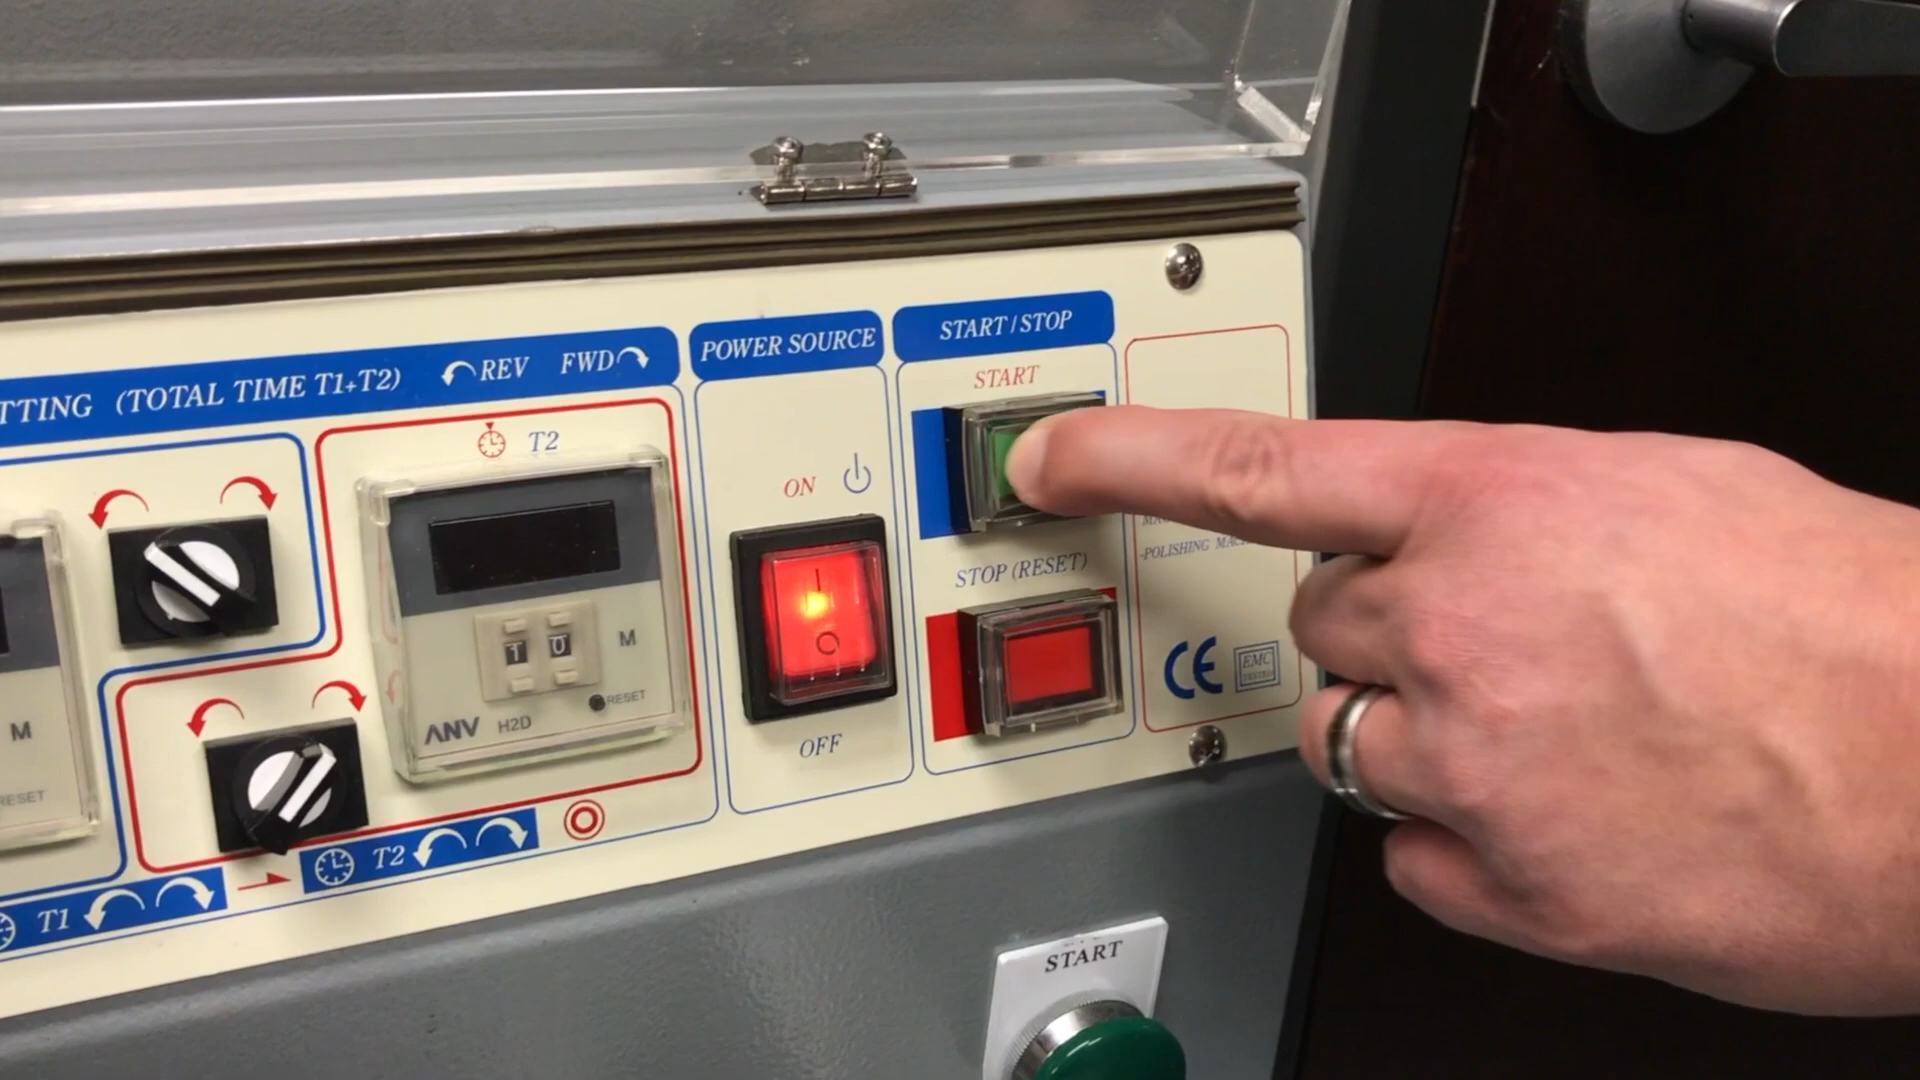 TTING (TOTAL TIME T1+T2) REV FWD
POWER SOURCE
START/STOP
START
T2
ON
STOP (RESET)
-POLISHING
M
1 0
M
RESET
ANV H2D
RESET
OFF
CE
EMC
TESTED
T1
T2
START